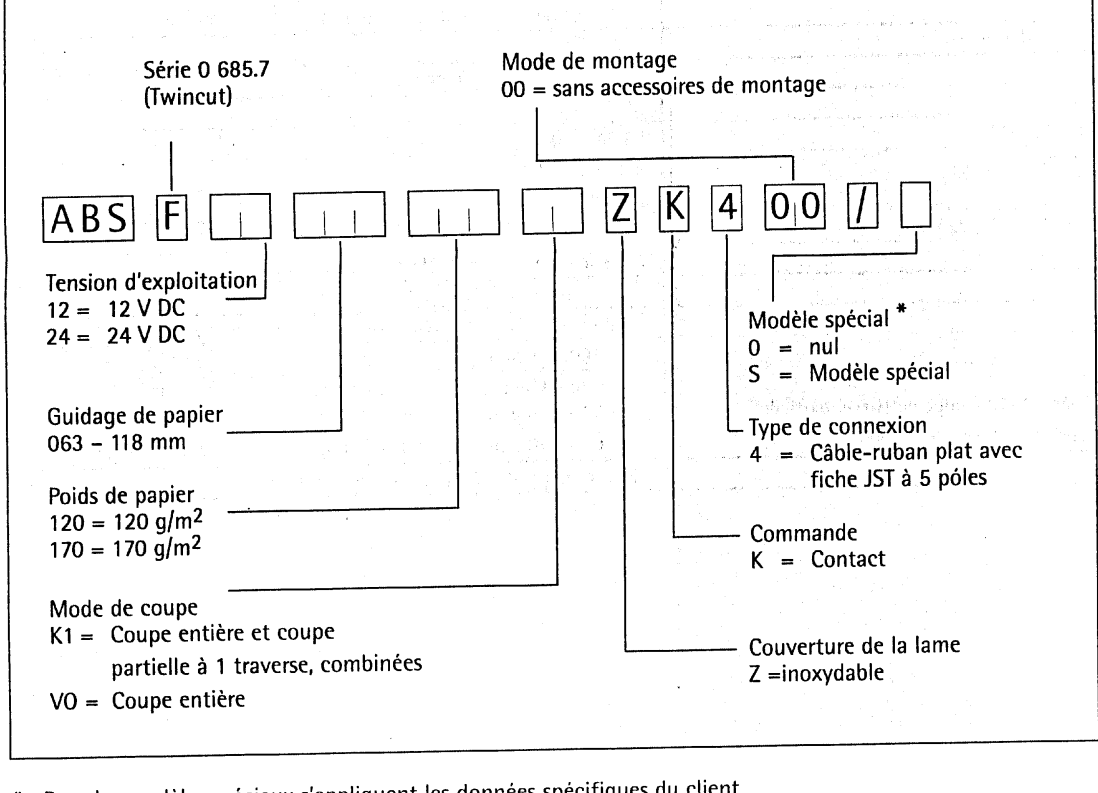 Série 0 685.7
(Twincut)
Mode de montage
00 = sans accessoires de montage
ABS F Z K 4 00 /
Tension d'exploitation
12 = 12 V DC
24 = 24 V DC
Guidage de papier
063 – 118 mm
Poids de papier
120 = 120 g/m²
170 = 170 g/m²
Mode de coupe
K1 = Coupe entière et coupe
partielle à 1 traverse, combinées
V0 = Coupe entière
Modèle spécial *
0 = nul
S = Modèle spécial
Type de connexion
4 = Câble-ruban plat avec
fiche JST à 5 póles
Commande
K = Contact
Couverture de la lame
Z =inoxydable
s'appliquent les données spécifiques du client